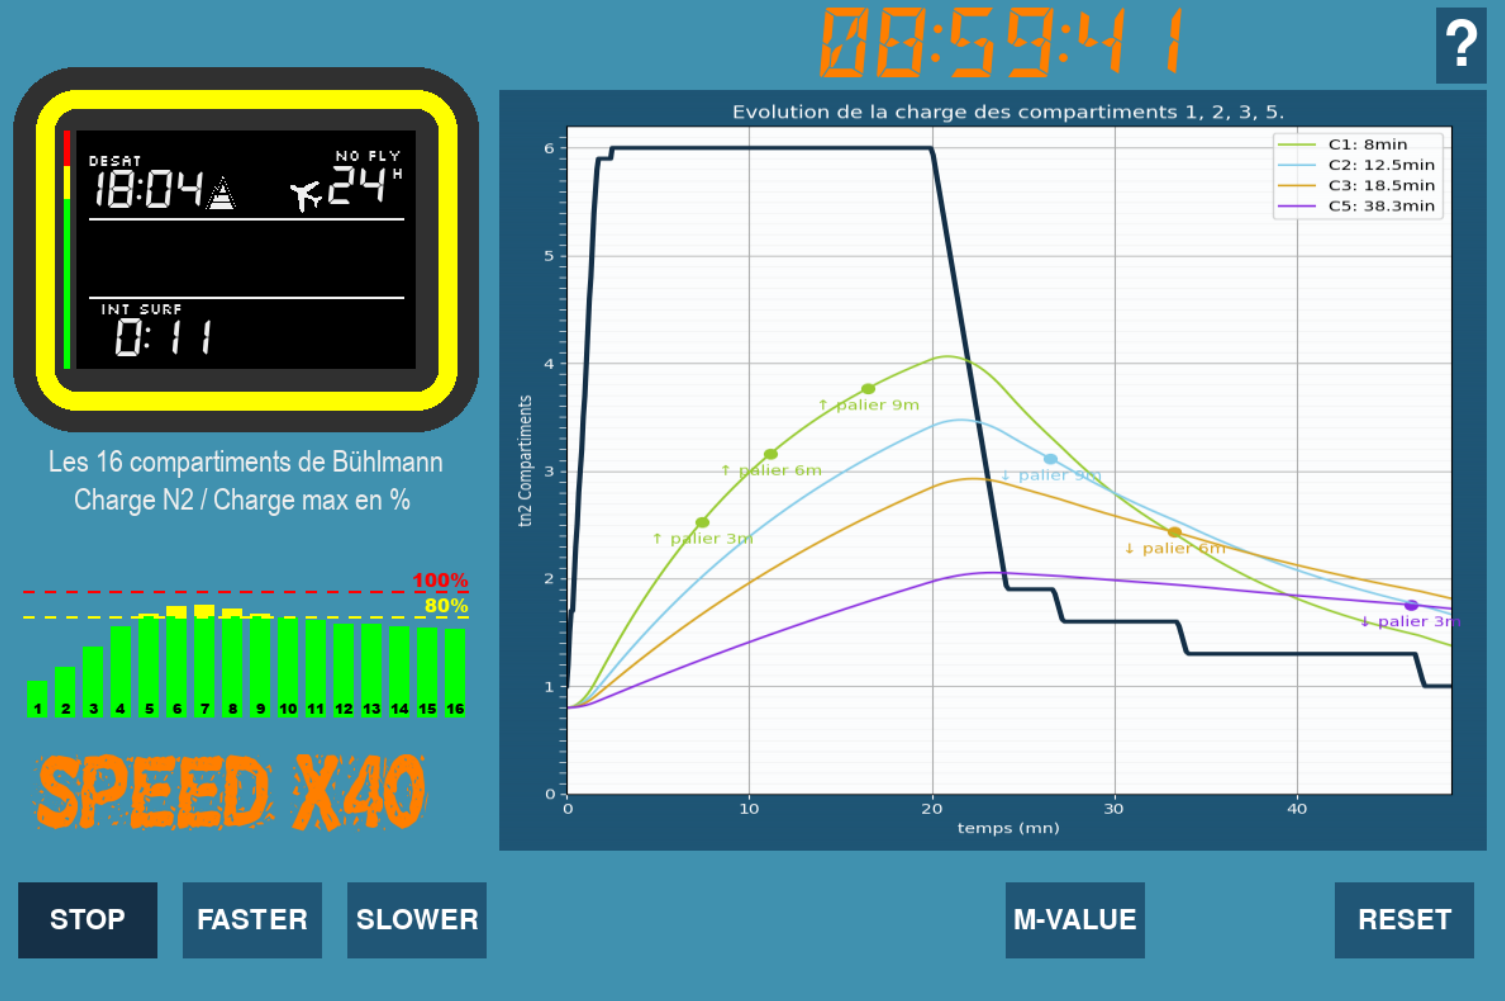 00:59:41
?
DESAT
18:04
NO FLY
24 H
INT SURF
0:11
Les 16 compartiments de Bühlmann
Charge N2 / Charge max en %
100%
80%
1 2 3 4 5 6 7 8 9 10 11 12 13 14 15 16
SPEED X40
Evolution de la charge des compartiments 1, 2, 3, 5.
C1: 8min
C2: 12.5min
C3: 18.5min
C5: 38.3min
6
5
4
3
2
1
0
tn2 Compartiments
↑ palier 9m
↑ palier 6m
↑ palier 3m
↓ palier 9m
↓ palier 6m
↓ palier 3m
0 10 20 30 40
temps (mn)
STOP
FASTER
SLOWER
M-VALUE
RESET